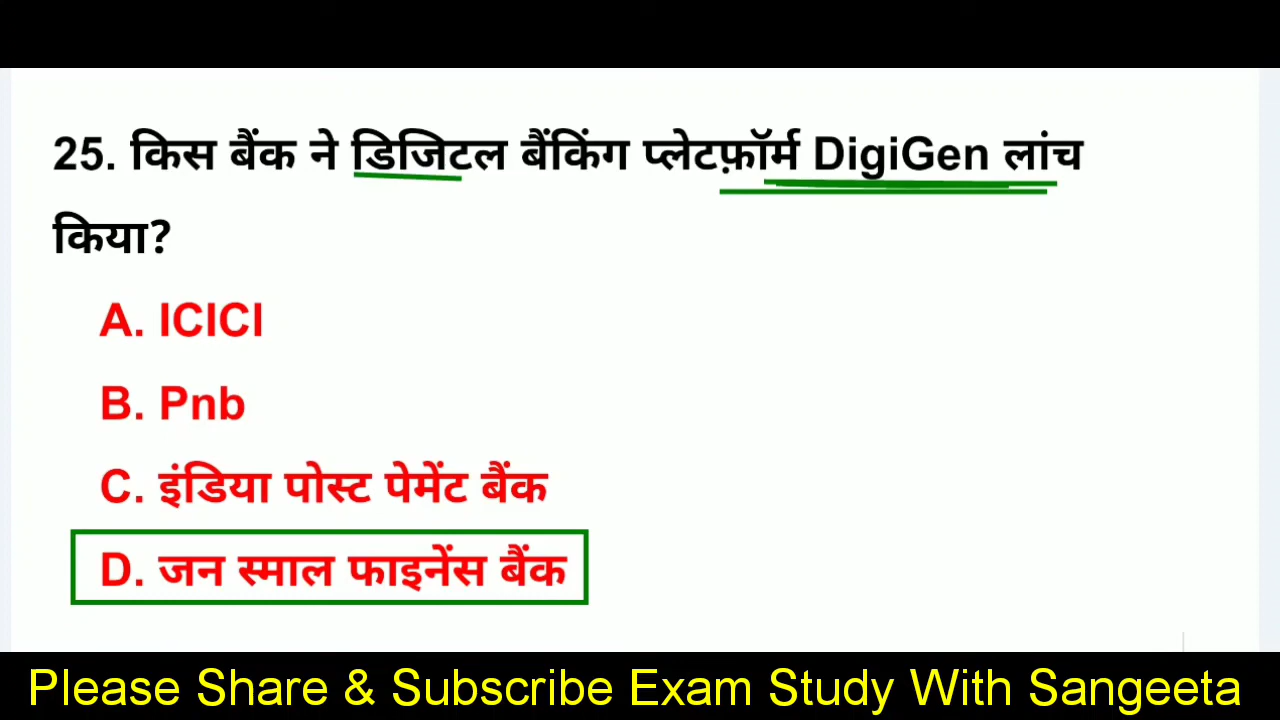 25. किस बैंक ने डिजिटल बैंकिंग प्लेटफ़ॉर्म DigiGen लांच
किया?
A. ICICI
B. Pnb
C. इंडिया पोस्ट पेमेंट बैंक
D. जन स्माल फाइनेंस बैंक
Please Share & Subscribe Exam Study With Sangeeta